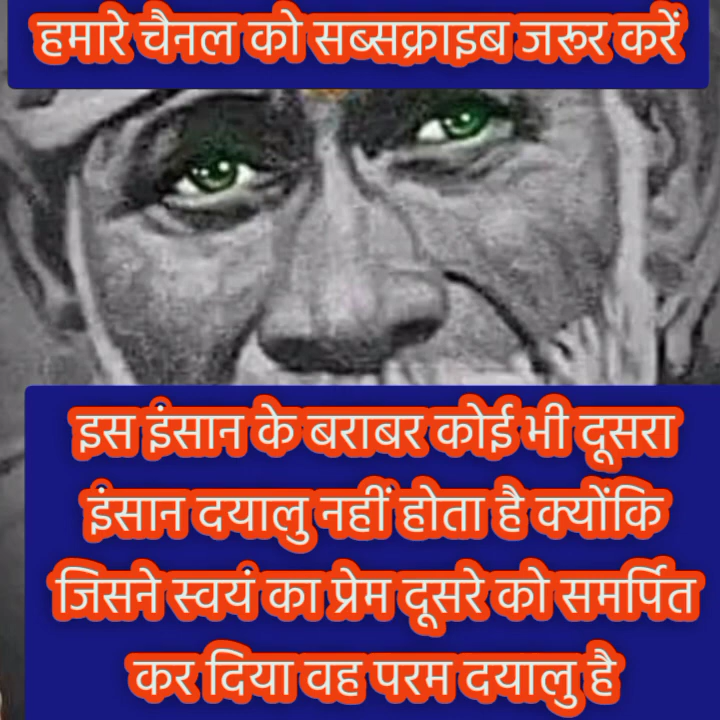 हमारे चैनल को सब्सक्राइब जरूर करें
इस इंसान के बराबर कोई भी दूसरा
इंसान दयालु नहीं होता है क्योंकि
जिसने स्वयं का प्रेम दूसरे को समर्पित
कर दिया वह परम दयालु है